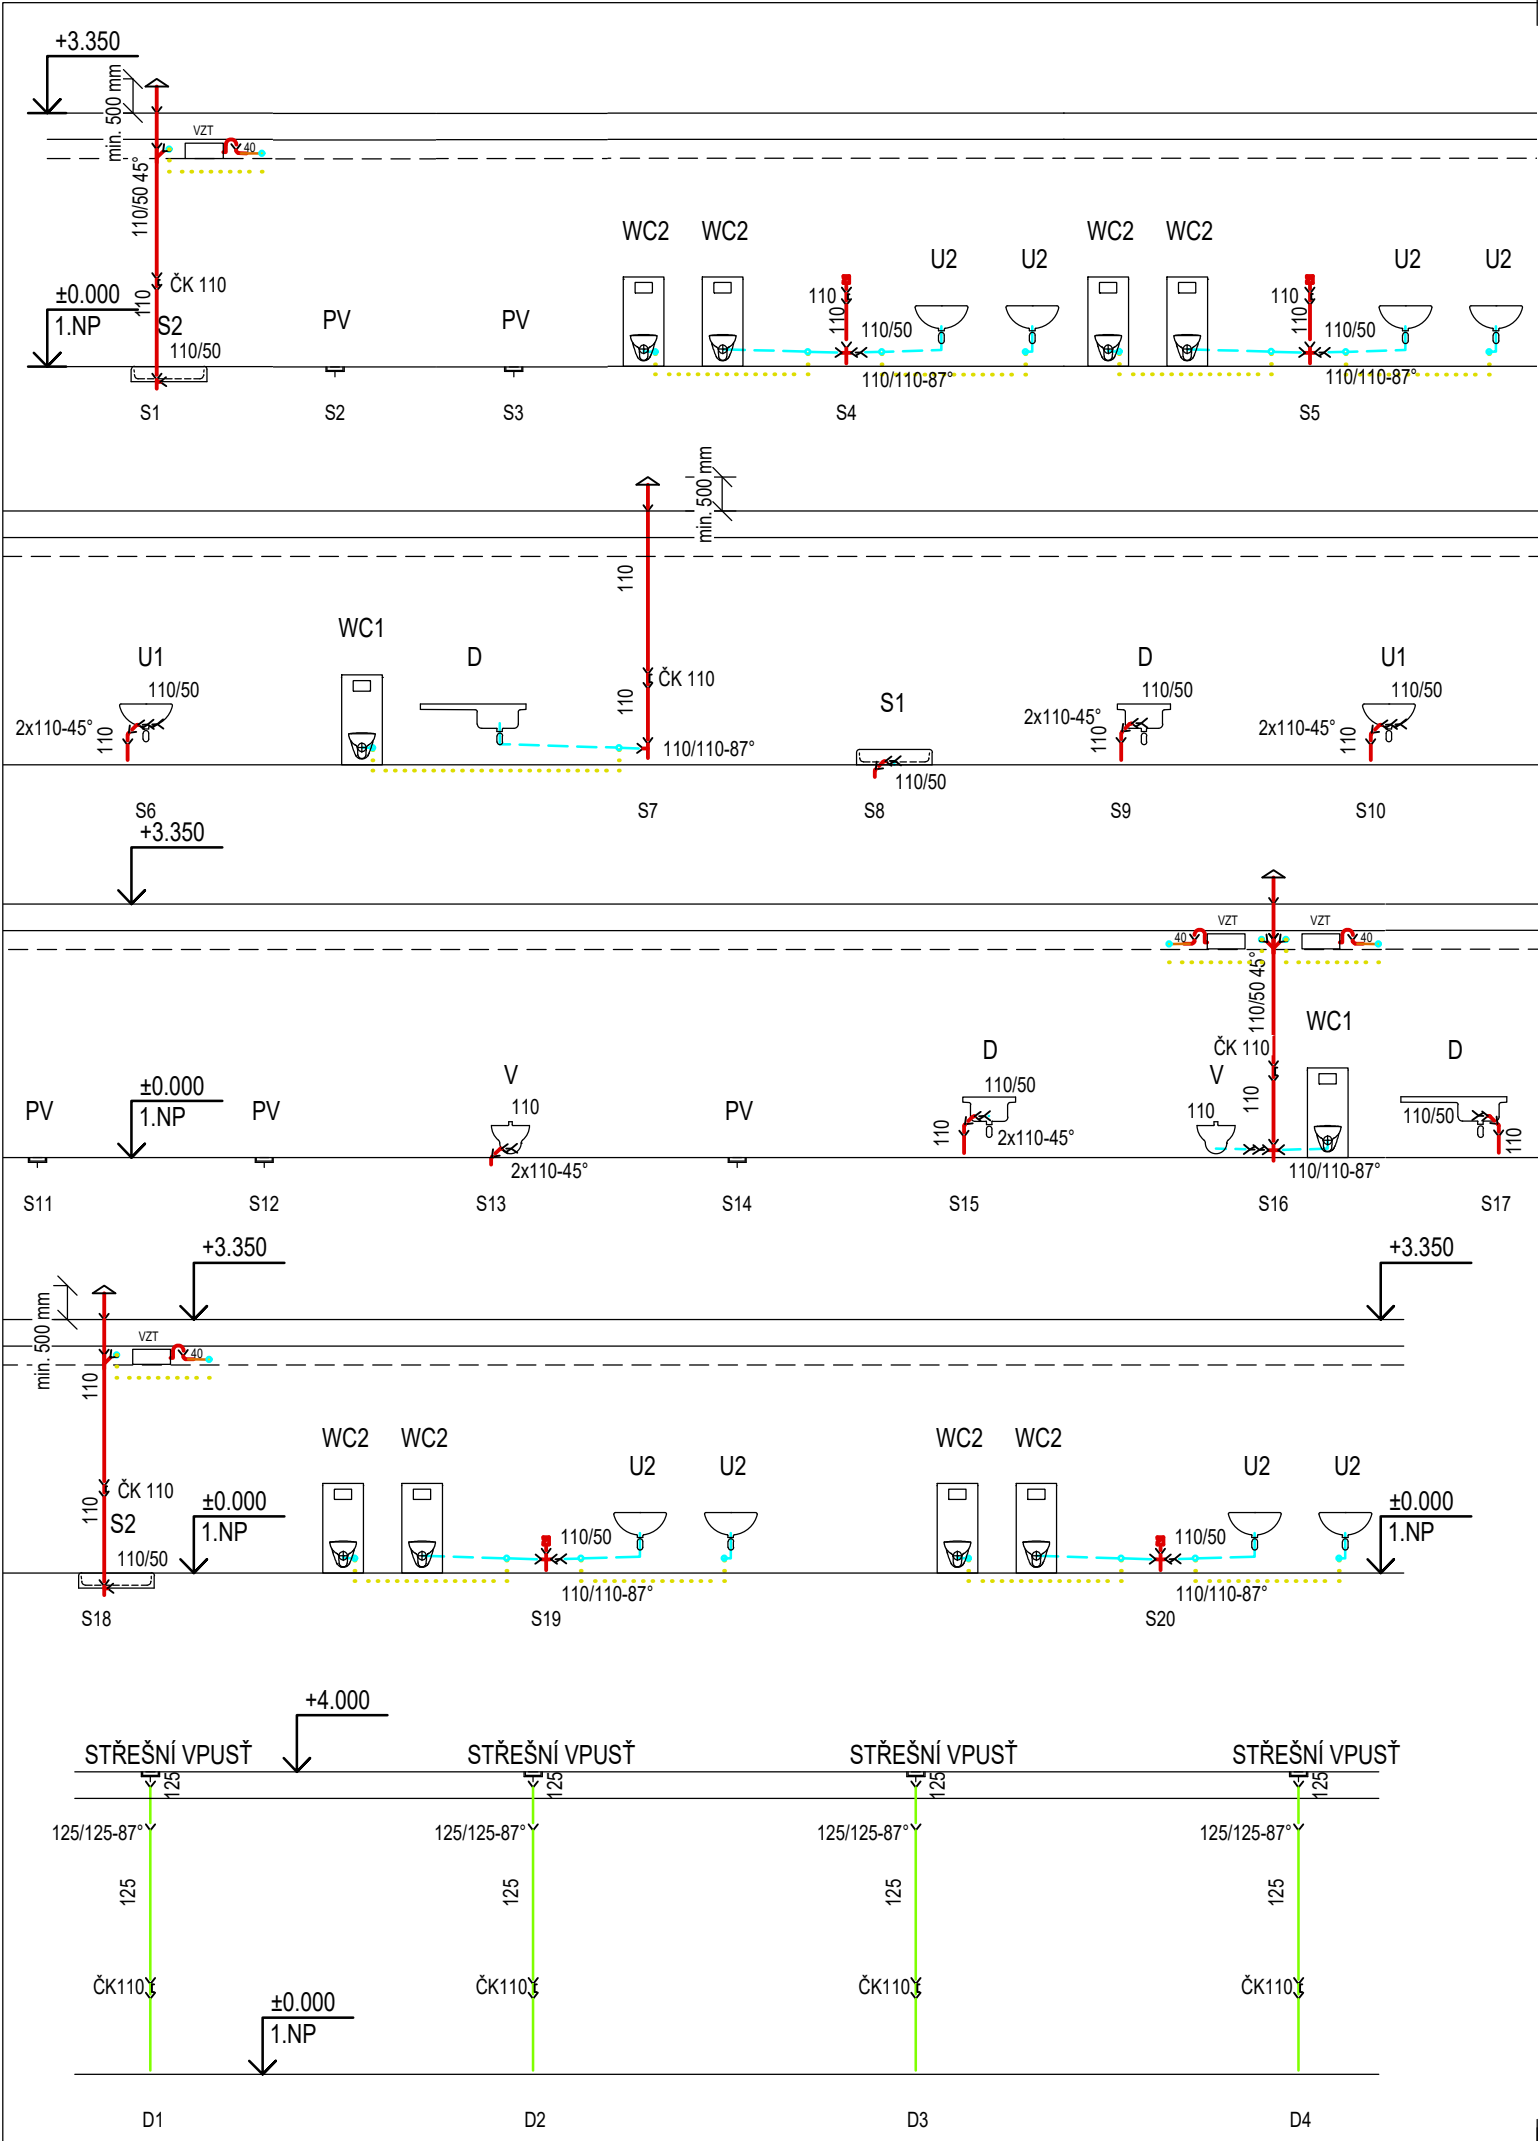 +3.350
min. 500 mm
VZT
40
110/50 45°
WC2 WC2 WC2 WC2
U2 U2 U2 U2
ČK 110
110
±0.000
1.NP
S2
110/50
PV PV
110
110
110/50
110/110-87°
110
110
110/50
110/110-87°
S1 S2 S3 S4 S5
min. 500 mm
110
WC1
U1 D D U1
110/50
2x110-45°
110
ČK 110
110
110/110-87°
S1
110/50
110/50
2x110-45°
110
110/50
2x110-45°
110
S6 S7 S8 S9 S10
+3.350
VZT VZT
40 40
110/50 45°
WC1
D D
ČK 110
V V
±0.000
1.NP
PV PV PV
110
2x110-45°
110/50
110
2x110-45°
110
110
110/110-87°
110/50
110
S11 S12 S13 S14 S15 S16 S17
+3.350 +3.350
min. 500 mm
VZT
40
110
WC2 WC2 WC2 WC2
U2 U2 U2 U2
ČK 110
110
±0.000
1.NP
±0.000
1.NP
S2
110/50
110/50
110/110-87°
110/50
110/110-87°
S18 S19 S20
+4.000
STŘEŠNÍ VPUSŤ STŘEŠNÍ VPUSŤ STŘEŠNÍ VPUSŤ STŘEŠNÍ VPUSŤ
125 125 125 125
125/125-87° 125/125-87° 125/125-87° 125/125-87°
125 125 125 125
ČK110 ČK110 ČK110 ČK110
±0.000
1.NP
D1 D2 D3 D4